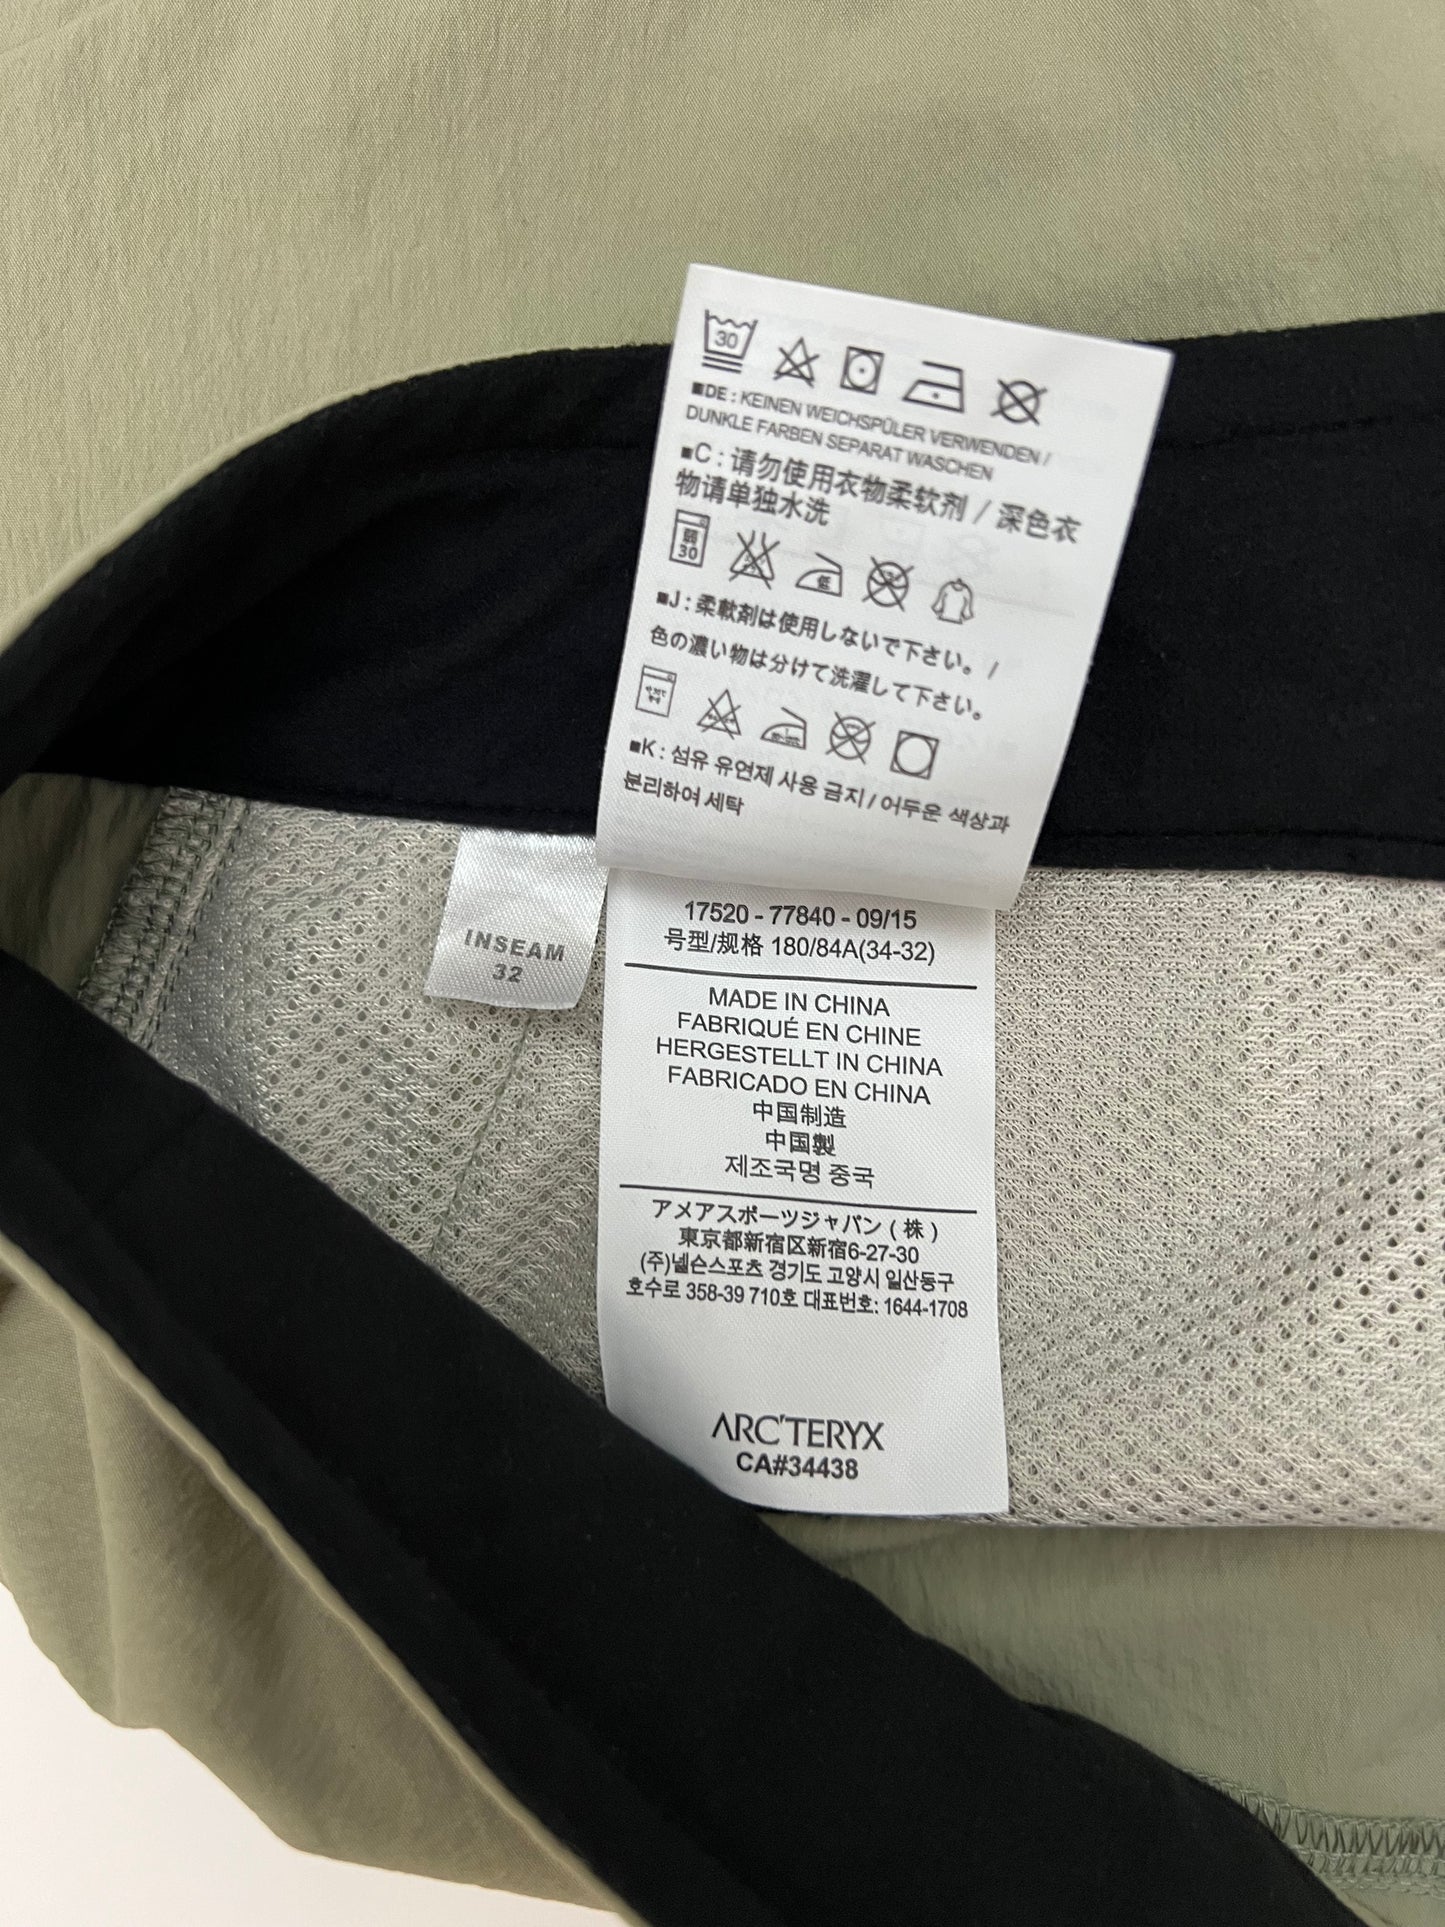 30
■DE : KEINEN WEICHSPÜLER VERWENDEN /
DUNKLE FARBEN SEPARAT WASCHEN
■C : 请勿使用衣物柔软剂 / 深色衣
物请单独水洗
弱
30
低
■J : 柔軟剤は使用しないで下さい。 /
色の濃い物は分けて洗濯して下さい。
■K : 섬유 유연제 사용 금지 / 어두운 색상과
분리하여 세탁
INSEAM
32
17520 - 77840 - 09/15
号型/规格 180/84A(34-32)
MADE IN CHINA
FABRIQUÉ EN CHINE
HERGESTELLT IN CHINA
FABRICADO EN CHINA
中国制造
中国製
제조국명 중국
アメアスポーツジャパン ( 株 )
東京都新宿区新宿6-27-30
(주)넬슨스포츠 경기도 고양시 일산동구
호수로 358-39 710호 대표번호: 1644-1708
ARC'TERYX
CA#34438